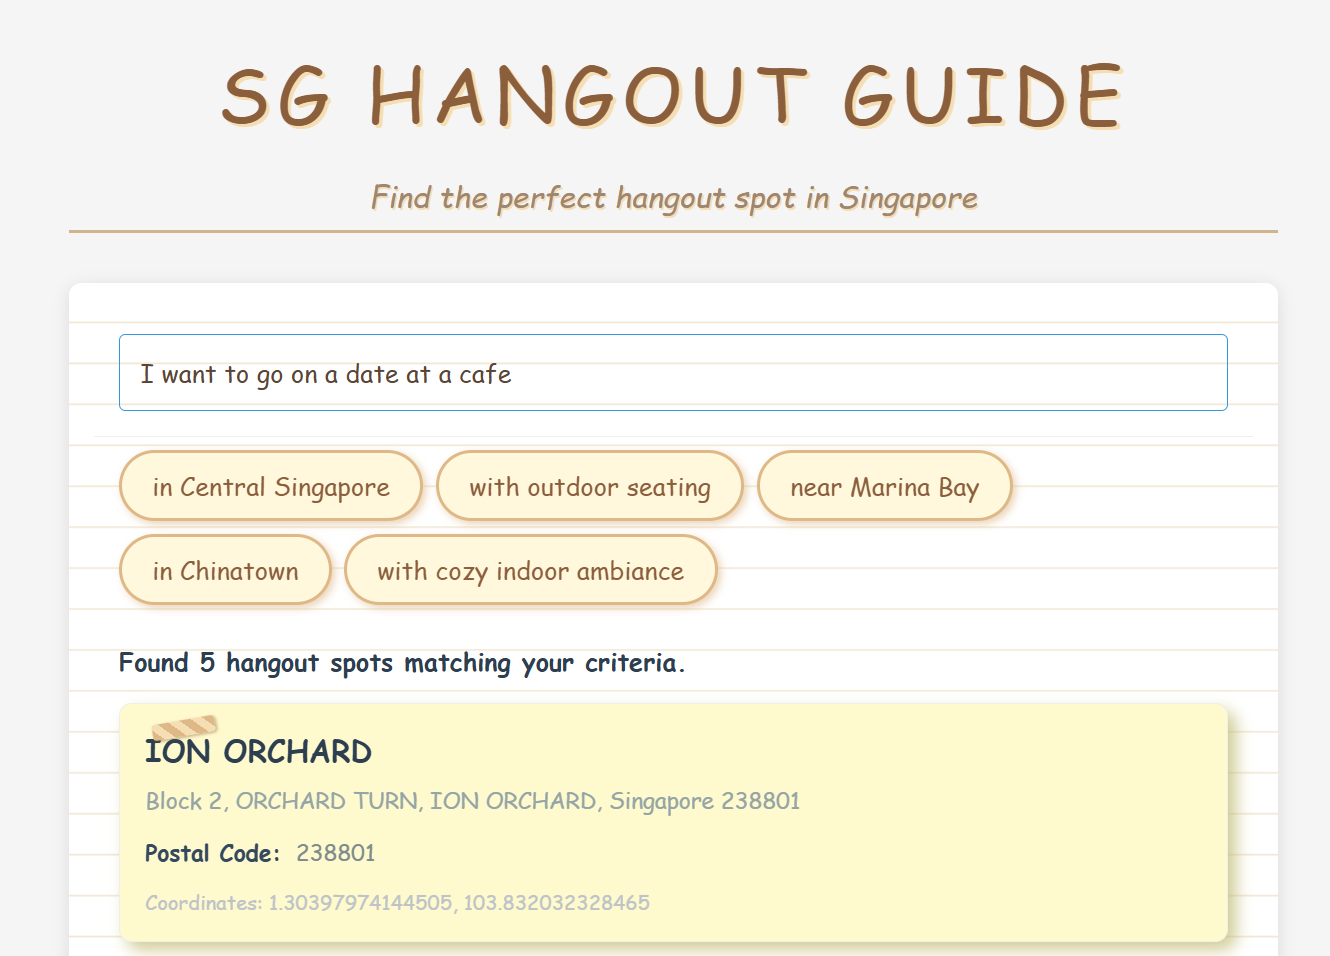 SG HANGOUT GUIDE
Find the perfect hangout spot in Singapore
I want to go on a date at a cafe
in Central Singapore
with outdoor seating
near Marina Bay
in Chinatown
with cozy indoor ambiance
Found 5 hangout spots matching your criteria.
ION ORCHARD
Block 2, ORCHARD TURN, ION ORCHARD, Singapore 238801
Postal Code: 238801
Coordinates: 1.30397974144505, 103.832032328465